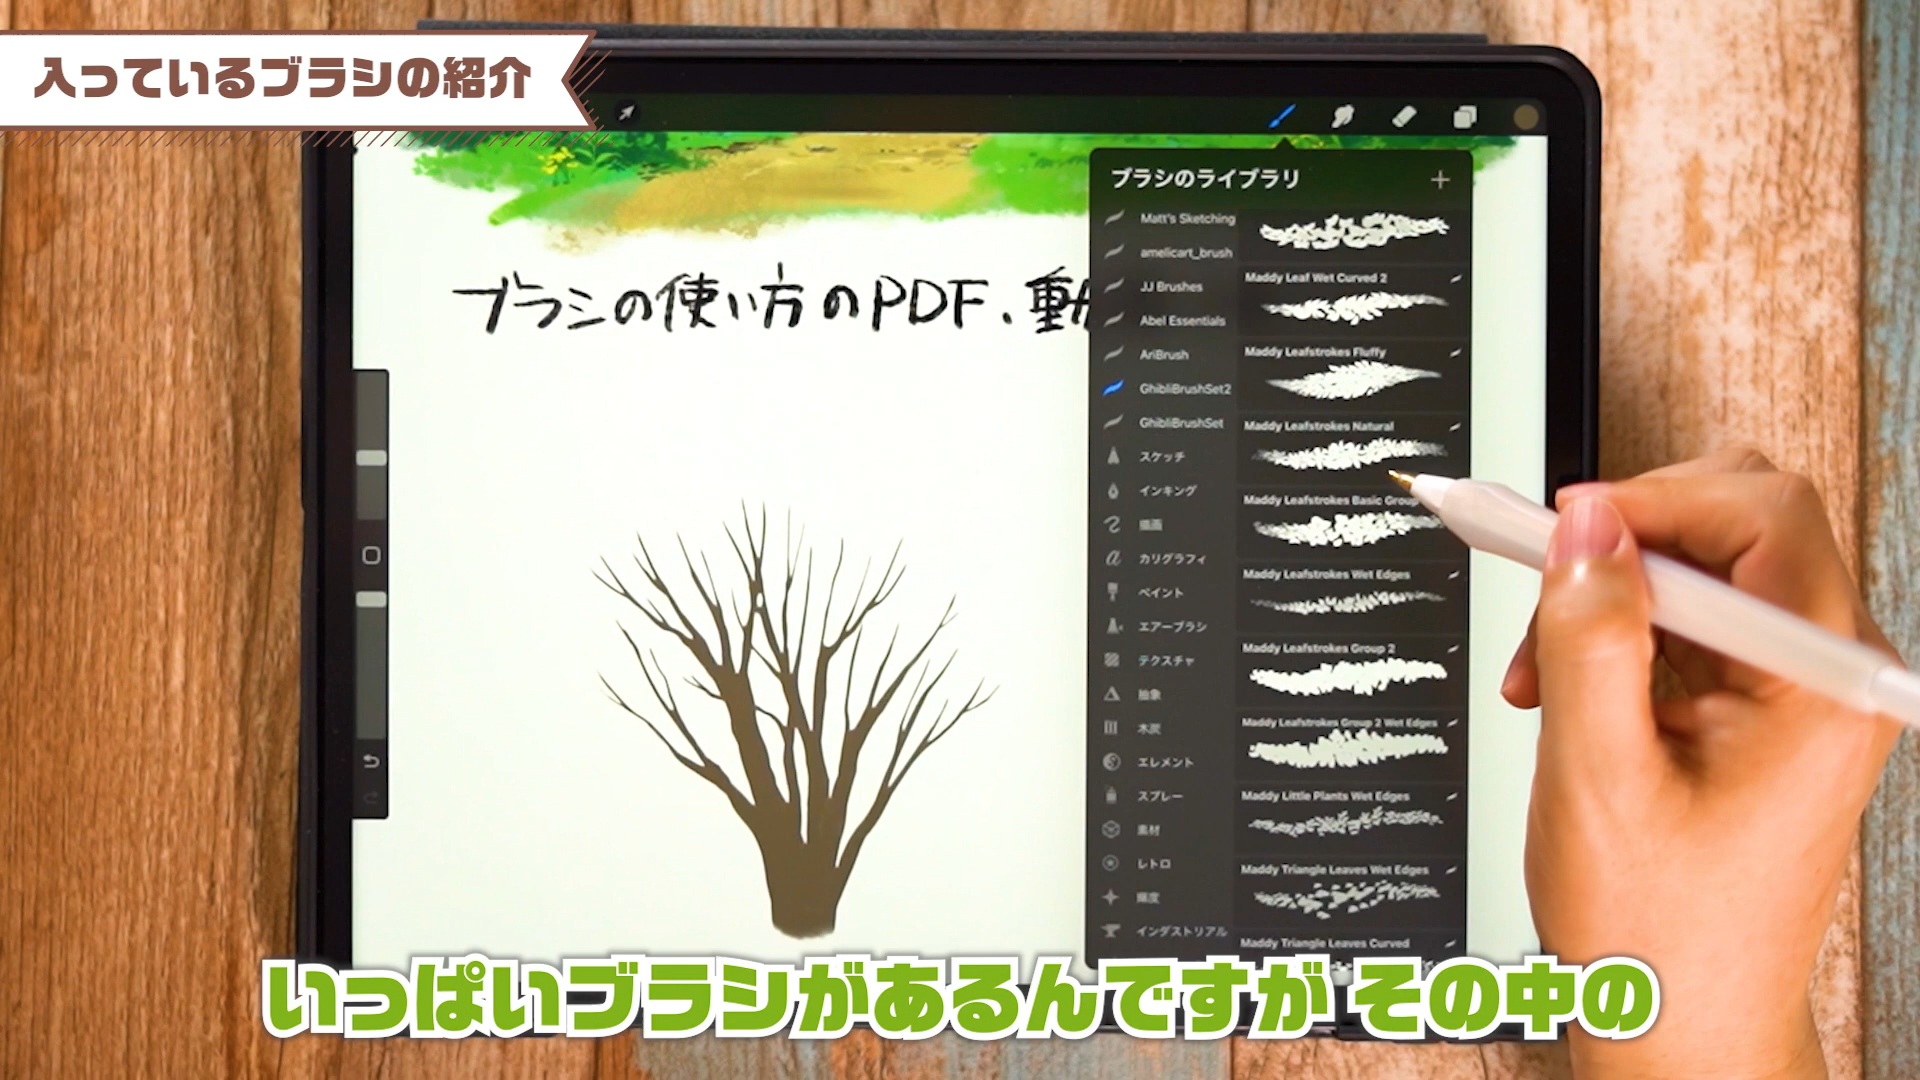 入っているブラシの紹介
ブラシのライブラリ
Matt's Sketching
amelicart_brush
JJ Brushes
Abel Essentials
AriBrush
GhibliBrushSet2
GhibliBrushSet
スケッチ
インキング
描画
カリグラフィ
ペイント
エアーブラシ
テクスチャ
抽象
木炭
エレメント
スプレー
素材
レトロ
輝度
インダストリアル
Maddy Leaf Wet Curved 2
Maddy Leafstrokes Fluffy
Maddy Leafstrokes Natural
Maddy Leafstrokes Basic Group
Maddy Leafstrokes Wet Edges
Maddy Leafstrokes Group 2
Maddy Leafstrokes Group 2 Wet Edges
Maddy Little Plants Wet Edges
Maddy Triangle Leaves Wet Edges
Maddy Triangle Leaves Curved
ブラシの使い方のPDF、動
いっぱいブラシがあるんですが その中の